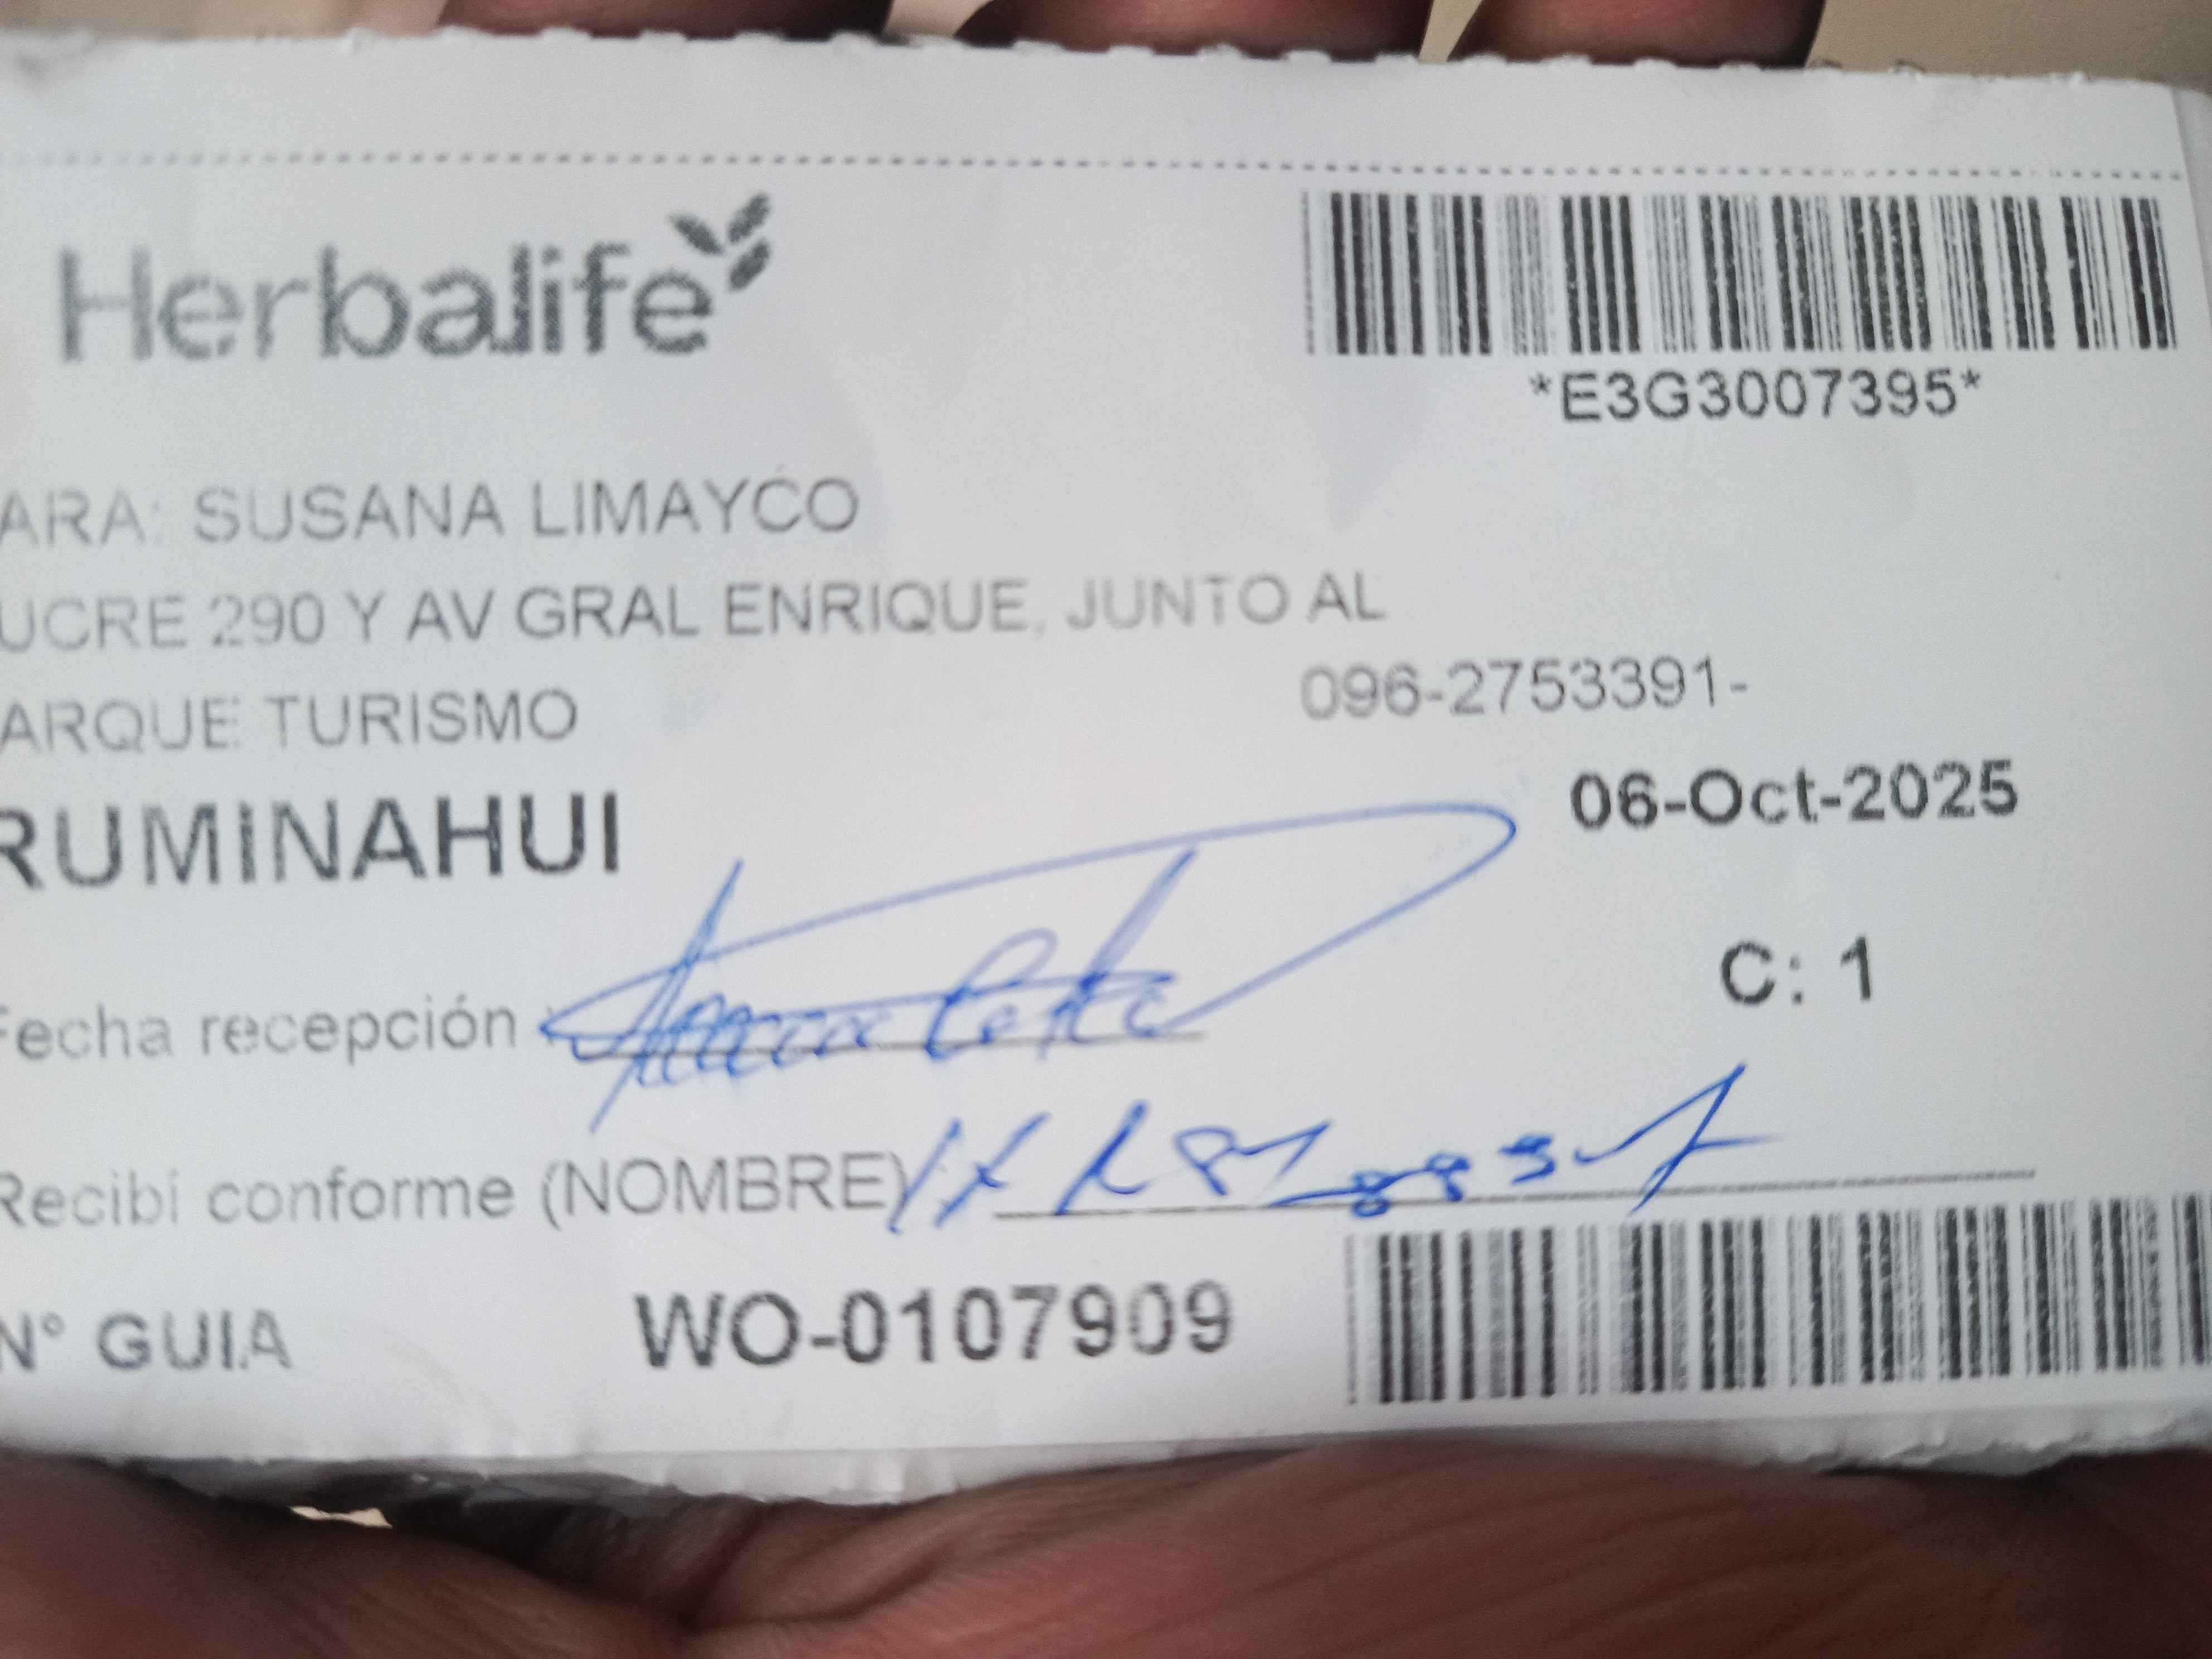 Herbalife
*E3G3007395*
ARA: SUSANA LIMAYCO
UCRE 290 Y AV GRAL ENRIQUE, JUNTO AL
096-2753391-
ARQUE TURISMO
06-Oct-2025
RUMINAHUI
C: 1
Fecha recepción
Recibí conforme (NOMBRE)
N° GUIA WO-0107909